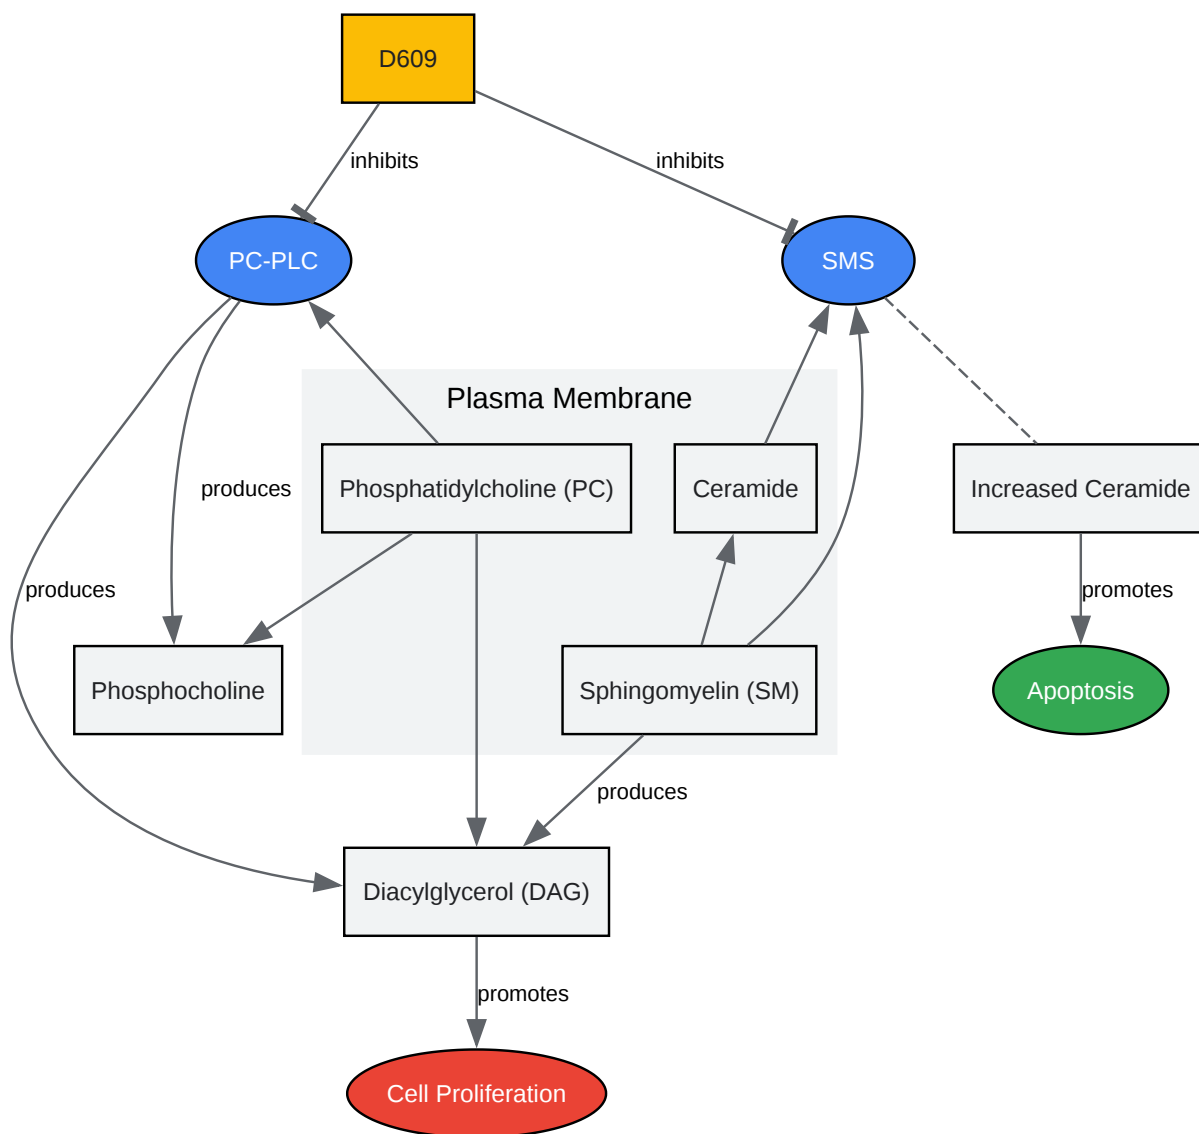 D609
inhibits
inhibits
PC-PLC
SMS
Plasma Membrane
Phosphatidylcholine (PC)
Ceramide
Increased Ceramide
produces
produces
promotes
Phosphocholine
Sphingomyelin (SM)
Apoptosis
produces
Diacylglycerol (DAG)
promotes
Cell Proliferation